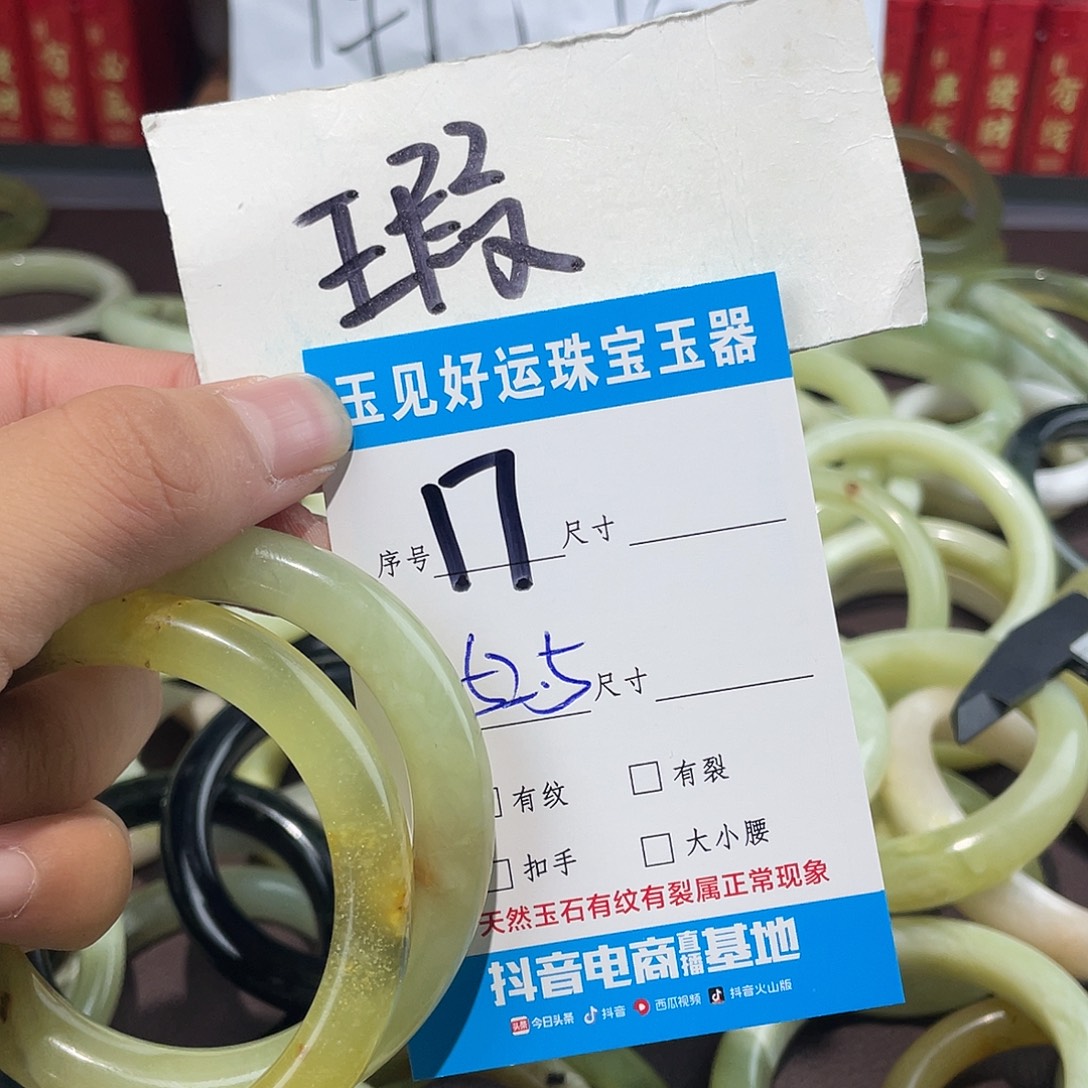 瑕
玉见好运珠宝玉器
序号 17 尺寸
52.5 尺寸
有纹 有裂
扣手 大小腰
天然玉石有纹有裂属正常现象
抖音电商直播基地
头条 今日头条 抖音 西瓜视频 抖音火山版